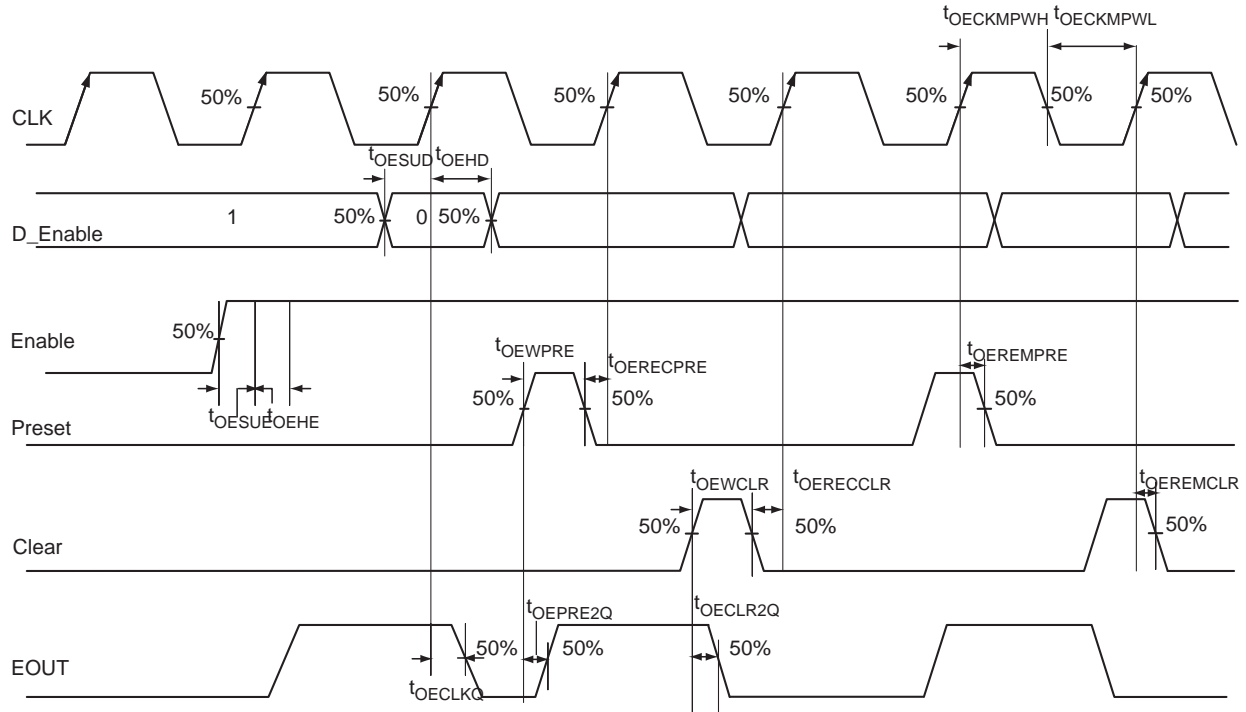 tOECKMPWH tOECKMPWL
CLK 50% 50% 50% 50% 50% 50% 50%
tOESUD tOEHD
D_Enable 1 50% 0 50%
Enable 50%
tOESUE tOEHE
tOEWPRE tOERECPRE tOEREMPRE
Preset 50% 50% 50%
tOEWCLR tOERECCLR tOEREMCLR
Clear 50% 50% 50%
tOEPRE2Q tOECLR2Q
EOUT 50% 50% 50%
tOECLKQ